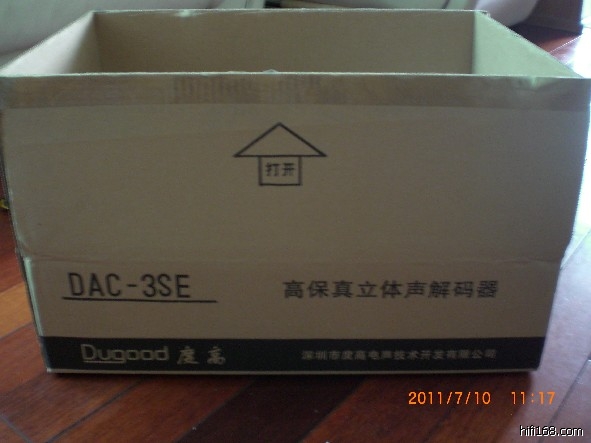 打开
DAC-3SE 高保真立体声解码器
Dugood 度高 深圳市度高电声技术开发有限公司
2011/7/10 11:17
hifi168.com